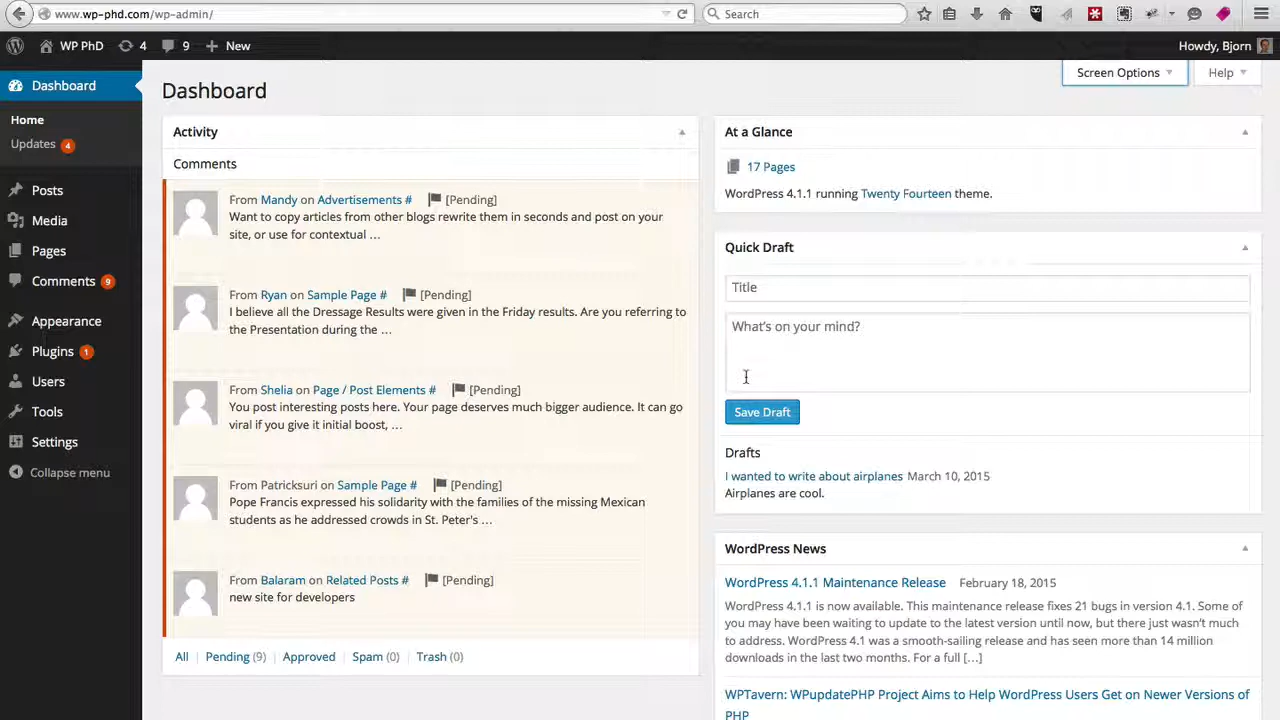 www.wp-phd.com/wp-admin/
Search
WP PhD
4
9
New
Howdy, Bjorn
Dashboard
Home
Updates 4
Posts
Media
Pages
Comments 9
Appearance
Plugins 1
Users
Tools
Settings
Collapse menu
Screen Options
Help
Dashboard
Activity
Comments
From Mandy on Advertisements # [Pending]
Want to copy articles from other blogs rewrite them in seconds and post on your
site, or use for contextual …
From Ryan on Sample Page # [Pending]
I believe all the Dressage Results were given in the Friday results. Are you referring to
the Presentation during the …
From Shelia on Page / Post Elements # [Pending]
You post interesting posts here. Your page deserves much bigger audience. It can go
viral if you give it initial boost, …
From Patricksuri on Sample Page # [Pending]
Pope Francis expressed his solidarity with the families of the missing Mexican
students as he addressed crowds in St. Peter's …
From Balaram on Related Posts # [Pending]
new site for developers
All | Pending (9) | Approved | Spam (0) | Trash (0)
At a Glance
17 Pages
WordPress 4.1.1 running Twenty Fourteen theme.
Quick Draft
Title
What's on your mind?
Save Draft
Drafts
I wanted to write about airplanes March 10, 2015
Airplanes are cool.
WordPress News
WordPress 4.1.1 Maintenance Release February 18, 2015
WordPress 4.1.1 is now available. This maintenance release fixes 21 bugs in version 4.1. Some of
you may have been waiting to update to the latest version until now, but there just wasn't much
to address. WordPress 4.1 was a smooth-sailing release and has seen more than 14 million
downloads in the last two months. For a full […]
WPTavern: WPupdatePHP Project Aims to Help WordPress Users Get on Newer Versions of
PHP